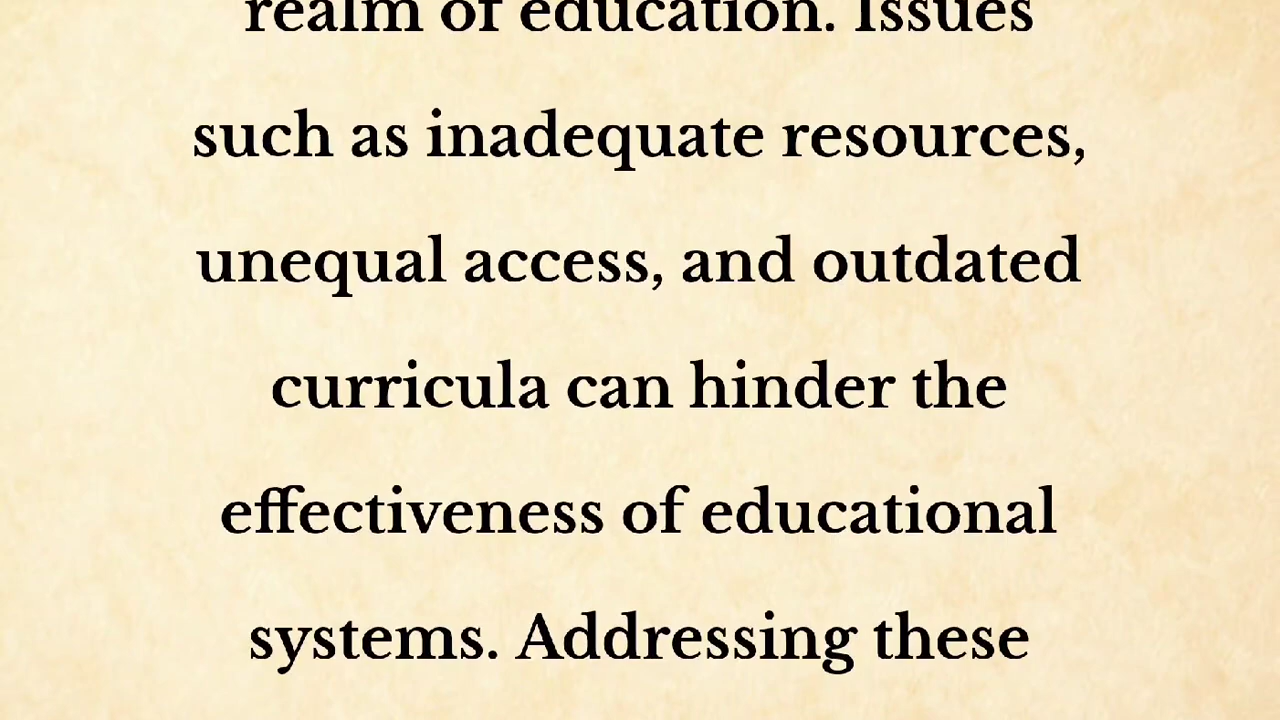 realm of education. Issues
such as inadequate resources,
unequal access, and outdated
curricula can hinder the
effectiveness of educational
systems. Addressing these